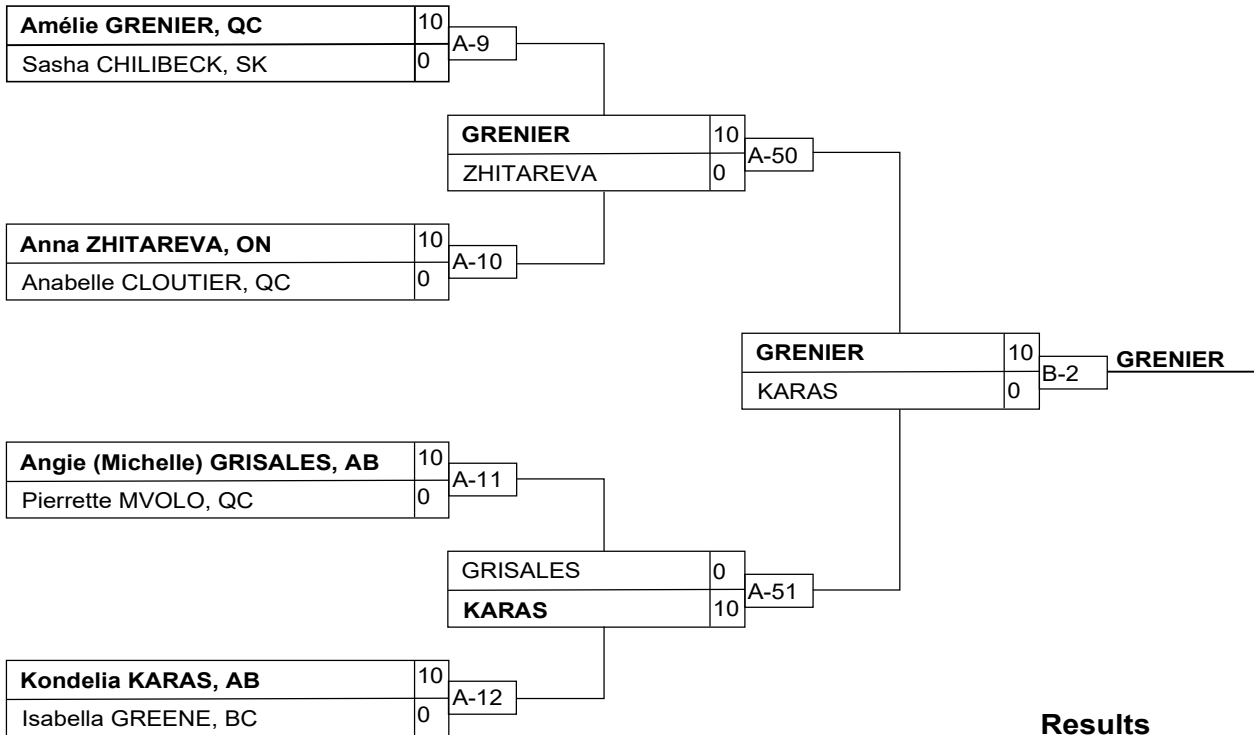 Amélie GRENIER, QC 10
Sasha CHILIBECK, SK 0
A-9
GRENIER 10
ZHITAREVA 0
A-50
Anna ZHITAREVA, ON 10
Anabelle CLOUTIER, QC 0
A-10
GRENIER 10
KARAS 0
B-2
GRENIER
Angie (Michelle) GRISALES, AB 10
Pierrette MVOLO, QC 0
A-11
GRISALES 0
KARAS 10
A-51
Kondelia KARAS, AB 10
Isabella GREENE, BC 0
A-12
Results